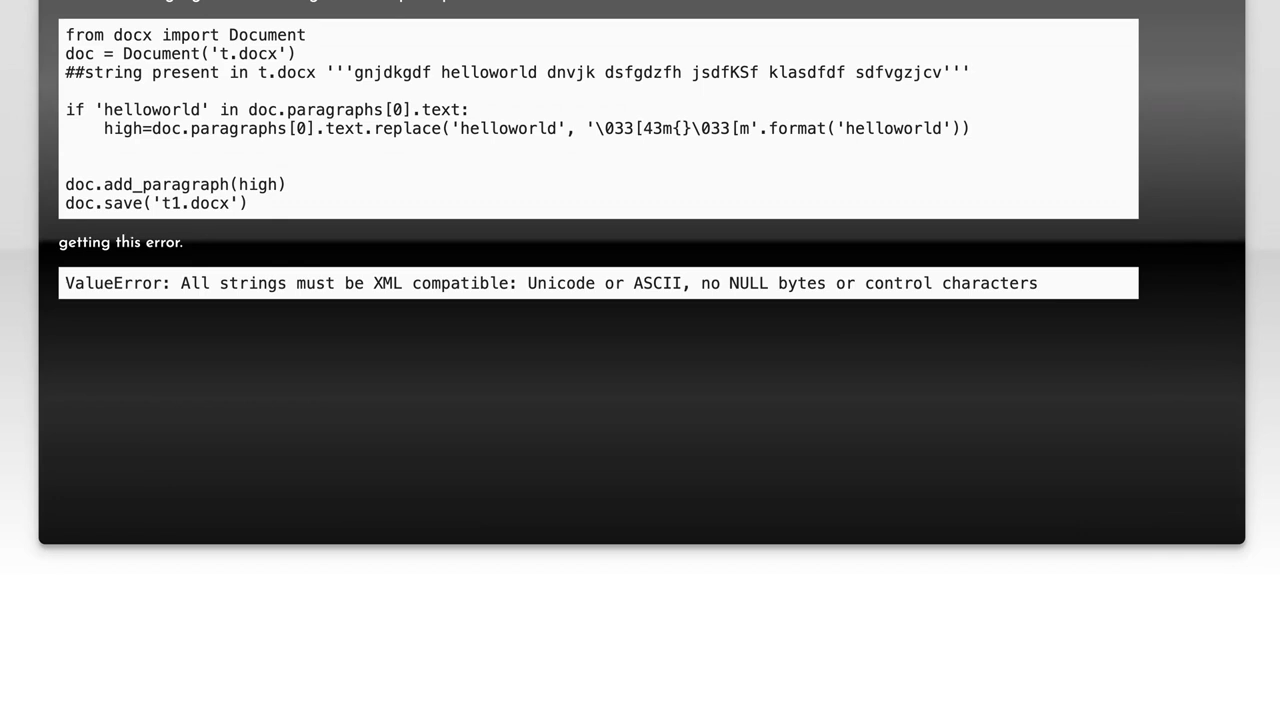 from docx import Document
doc = Document('t.docx')
##string present in t.docx '''gnjdkgdf helloworld dnvjk dsfgdzfh jsdfKSf klasdfdf sdfvgzjcv'''
if 'helloworld' in doc.paragraphs[0].text:
    high=doc.paragraphs[0].text.replace('helloworld', '\033[43m{}\033[m'.format('helloworld'))
doc.add_paragraph(high)
doc.save('t1.docx')
getting this error.
ValueError: All strings must be XML compatible: Unicode or ASCII, no NULL bytes or control characters